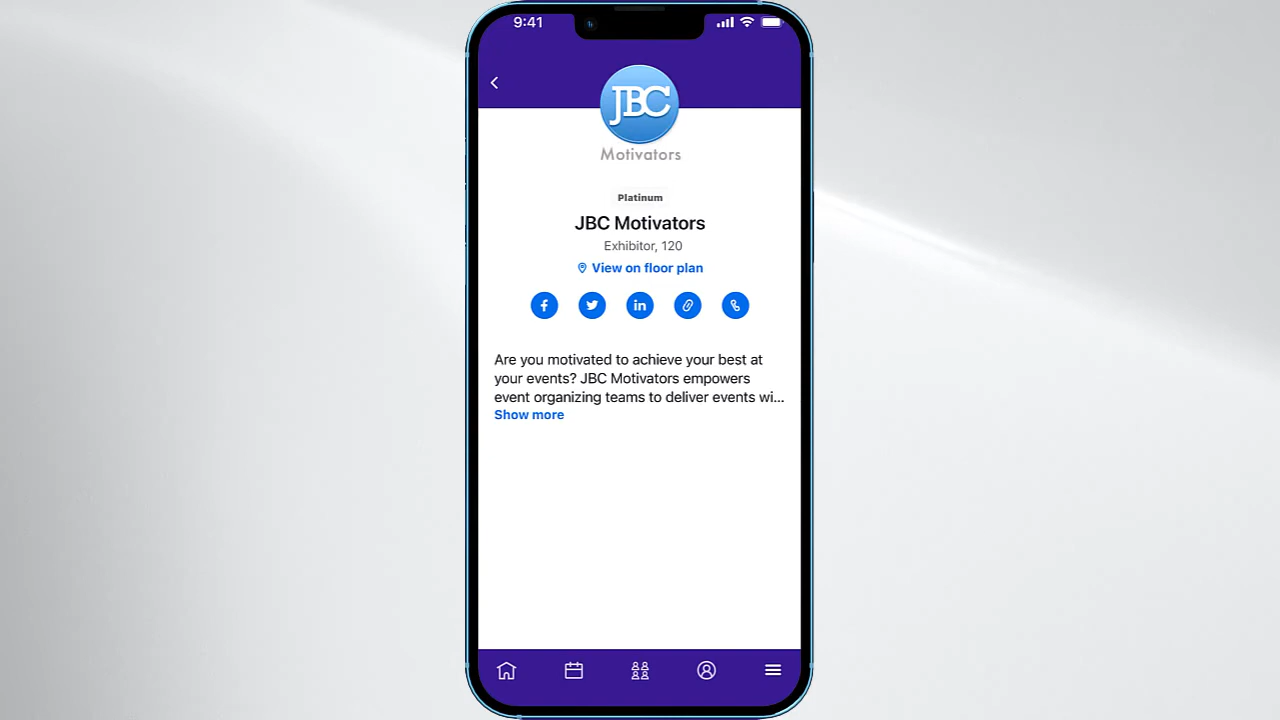 9:41
JBC
Motivators
Platinum
JBC Motivators
Exhibitor, 120
View on floor plan
Are you motivated to achieve your best at
your events? JBC Motivators empowers
event organizing teams to deliver events wi...
Show more